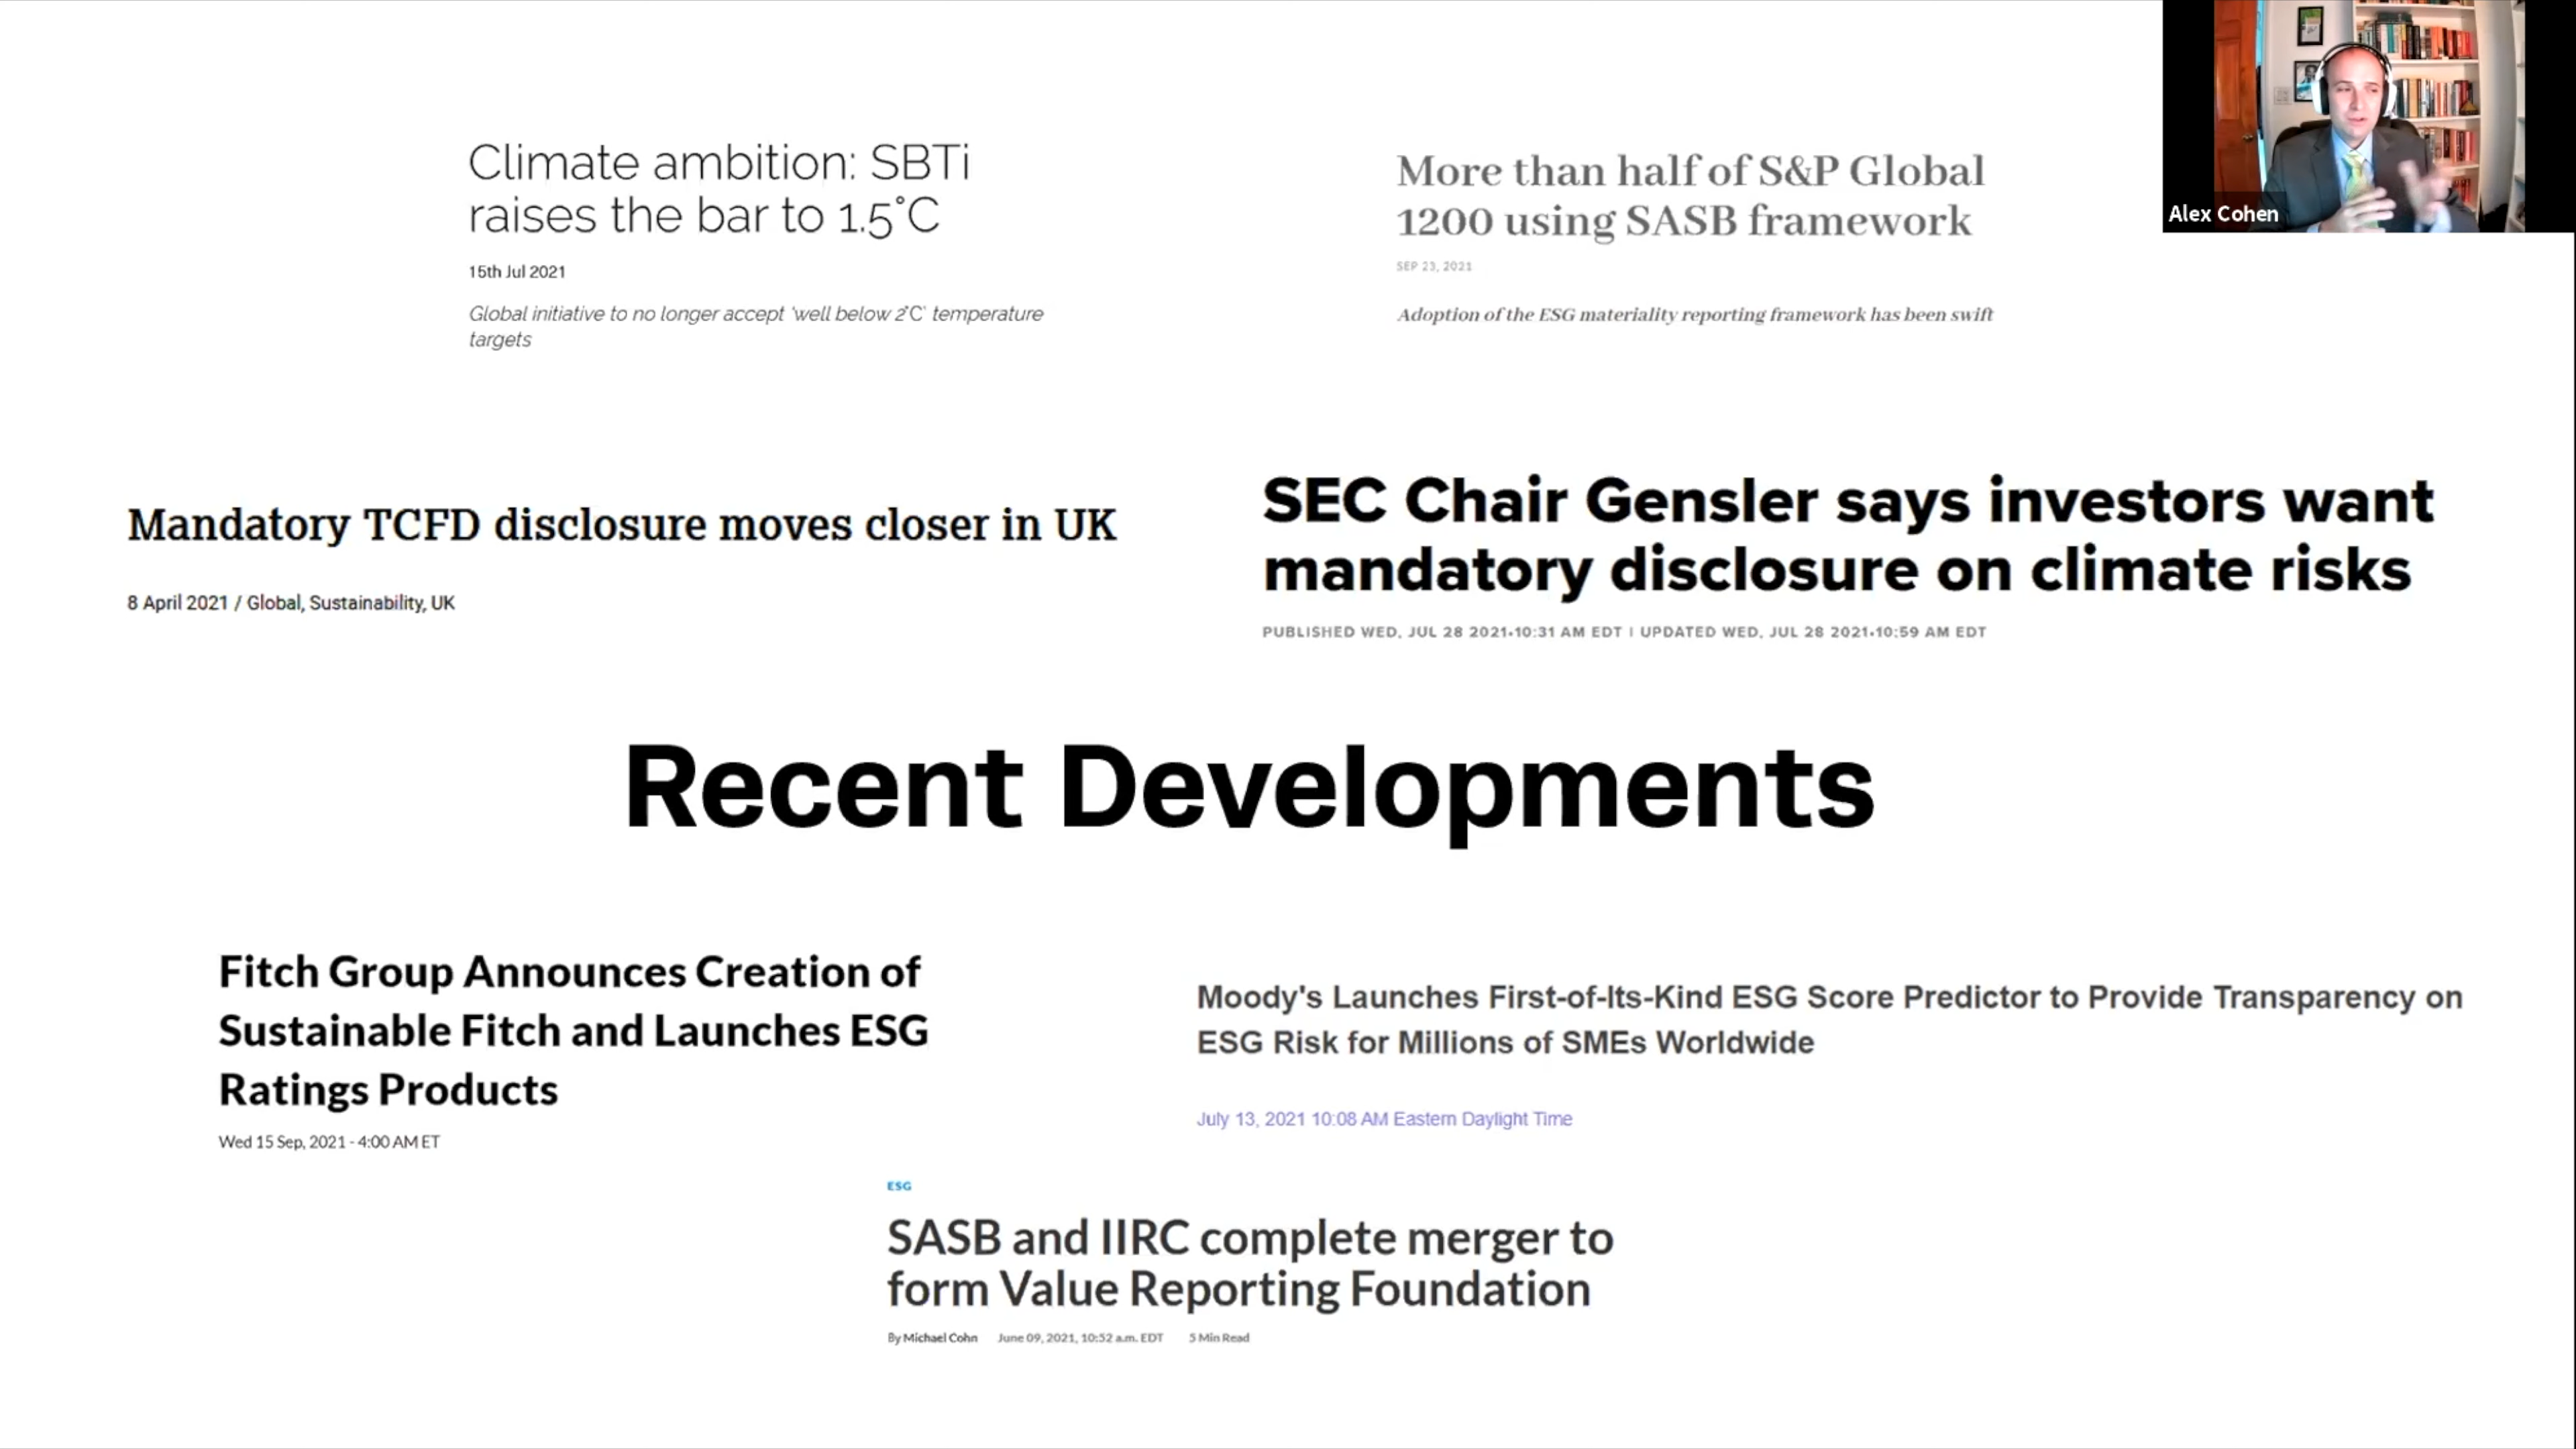 Climate ambition: SBTi
raises the bar to 1.5°C
15th Jul 2021
Global initiative to no longer accept 'well below 2°C' temperature
targets
More than half of S&P Global
1200 using SASB framework
SEP 23, 2021
Adoption of the ESG materiality reporting framework has been swift
Alex Cohen
Mandatory TCFD disclosure moves closer in UK
8 April 2021 / Global, Sustainability, UK
SEC Chair Gensler says investors want
mandatory disclosure on climate risks
PUBLISHED WED, JUL 28 2021•10:31 AM EDT | UPDATED WED, JUL 28 2021•10:59 AM EDT
Recent Developments
Fitch Group Announces Creation of
Sustainable Fitch and Launches ESG
Ratings Products
Wed 15 Sep, 2021 - 4:00 AM ET
Moody's Launches First-of-Its-Kind ESG Score Predictor to Provide Transparency on
ESG Risk for Millions of SMEs Worldwide
July 13, 2021 10:08 AM Eastern Daylight Time
ESG
SASB and IIRC complete merger to
form Value Reporting Foundation
By Michael Cohn June 09, 2021, 10:52 a.m. EDT 5 Min Read